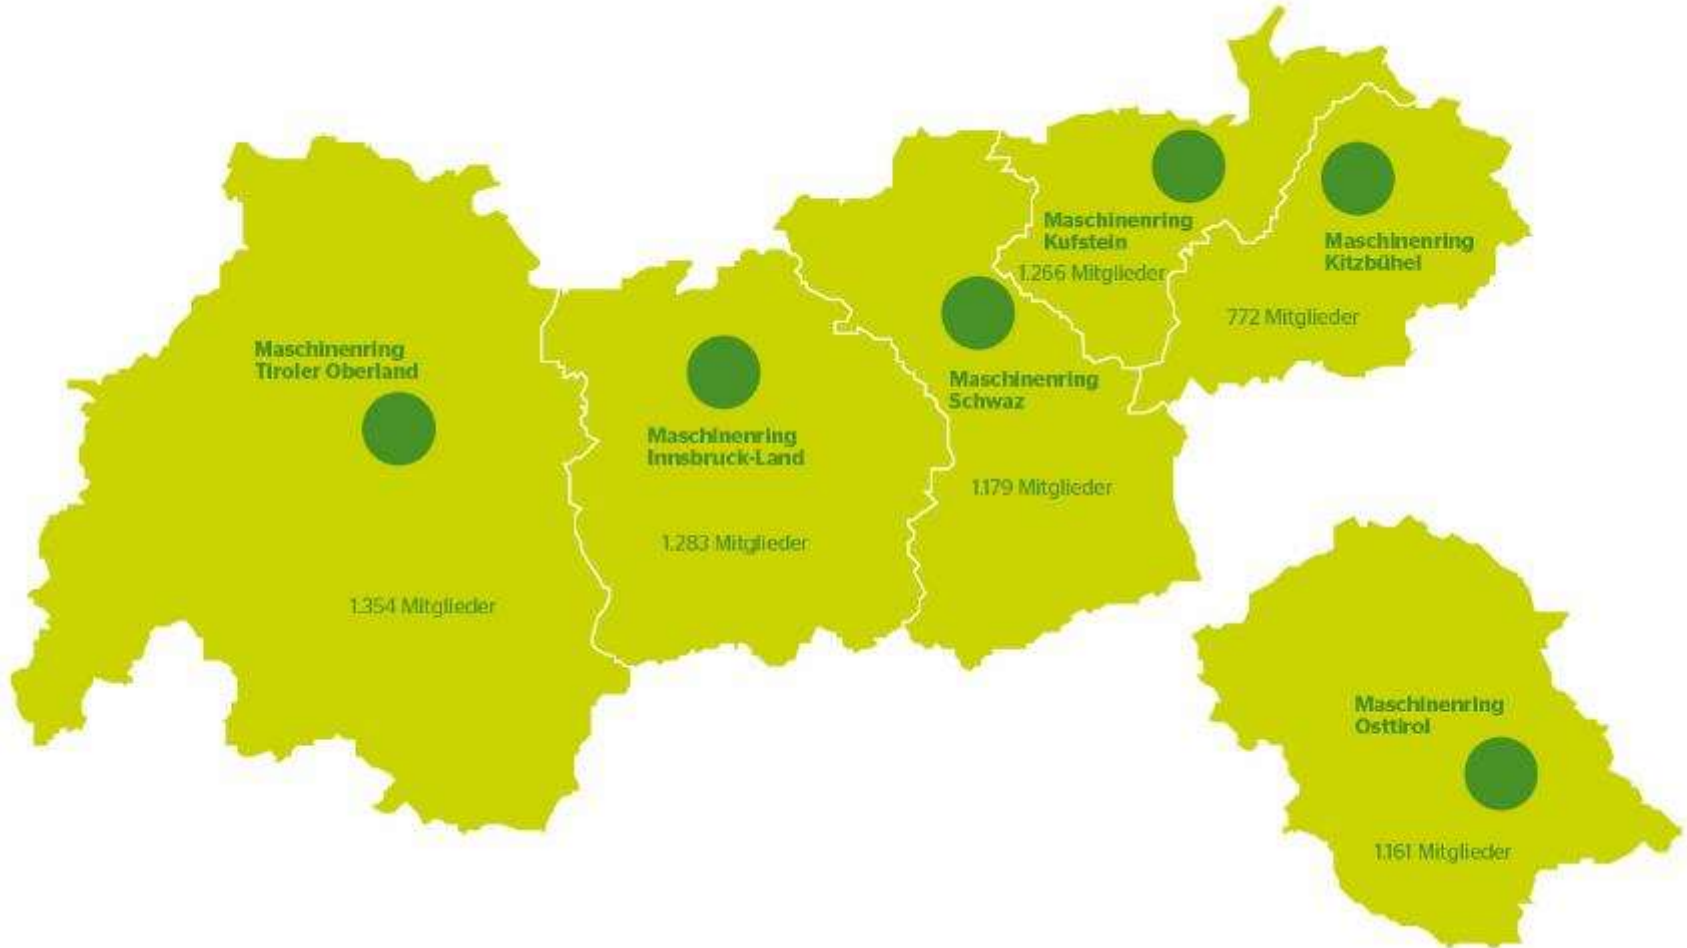 Maschinenring
Tiroler Oberland
1.354 Mitglieder
Maschinenring
Innsbruck-Land
1.283 Mitglieder
Maschinenring
Schwaz
1.179 Mitglieder
Maschinenring
Kufstein
1.266 Mitglieder
Maschinenring
Kitzbühel
772 Mitglieder
Maschinenring
Osttirol
1.161 Mitglieder